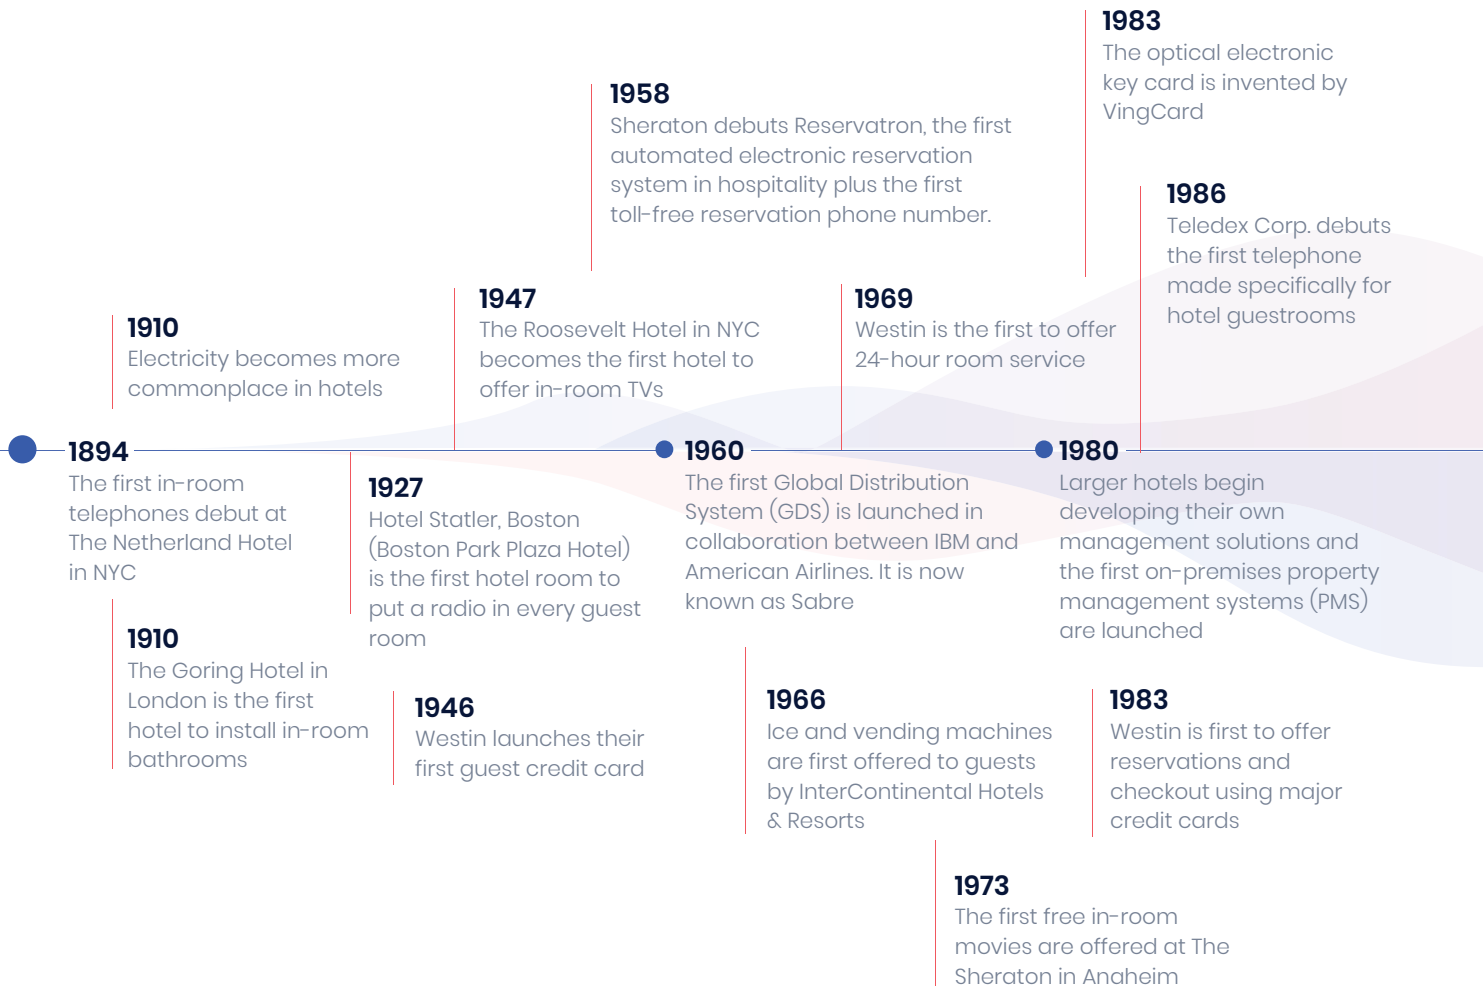 1983
The optical electronic
key card is invented by
VingCard
1958
Sheraton debuts Reservatron, the first
automated electronic reservation
system in hospitality plus the first
toll-free reservation phone number.
1986
Teledex Corp. debuts
the first telephone
made specifically for
hotel guestrooms
1910
Electricity becomes more
commonplace in hotels
1947
The Roosevelt Hotel in NYC
becomes the first hotel to
offer in-room TVs
1969
Westin is the first to offer
24-hour room service
1894
The first in-room
telephones debut at
The Netherland Hotel
in NYC
1927
Hotel Statler, Boston
(Boston Park Plaza Hotel)
is the first hotel room to
put a radio in every guest
room
1960
The first Global Distribution
System (GDS) is launched in
collaboration between IBM and
American Airlines. It is now
known as Sabre
1980
Larger hotels begin
developing their own
management solutions and
the first on-premises property
management systems (PMS)
are launched
1910
The Goring Hotel in
London is the first
hotel to install in-room
bathrooms
1946
Westin launches their
first guest credit card
1966
Ice and vending machines
are first offered to guests
by InterContinental Hotels
& Resorts
1983
Westin is first to offer
reservations and
checkout using major
credit cards
1973
The first free in-room
movies are offered at The
Sheraton in Anaheim